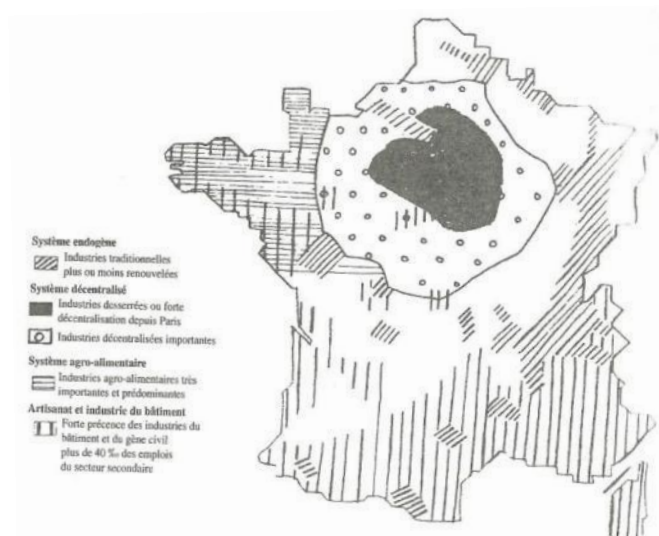 Système endogène
Industries traditionnelles
plus ou moins renouvelées
Système décentralisé
Industries desserrées ou forte
décentralisation depuis Paris
Industries décentralisées importantes
Système agro-alimentaire
Industries agro-alimentaires très
importantes et prédominantes
Artisanat et industrie du bâtiment
Forte précence des industries du
bâtiment et du gène civil
plus de 40 ‰ des emplois
du secteur secondaire